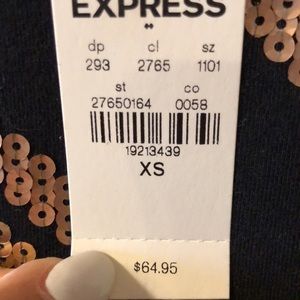 EXPRESS
dp cl sz
293 2765 1101
st co
27650164 0058
19213439
XS
$64.95